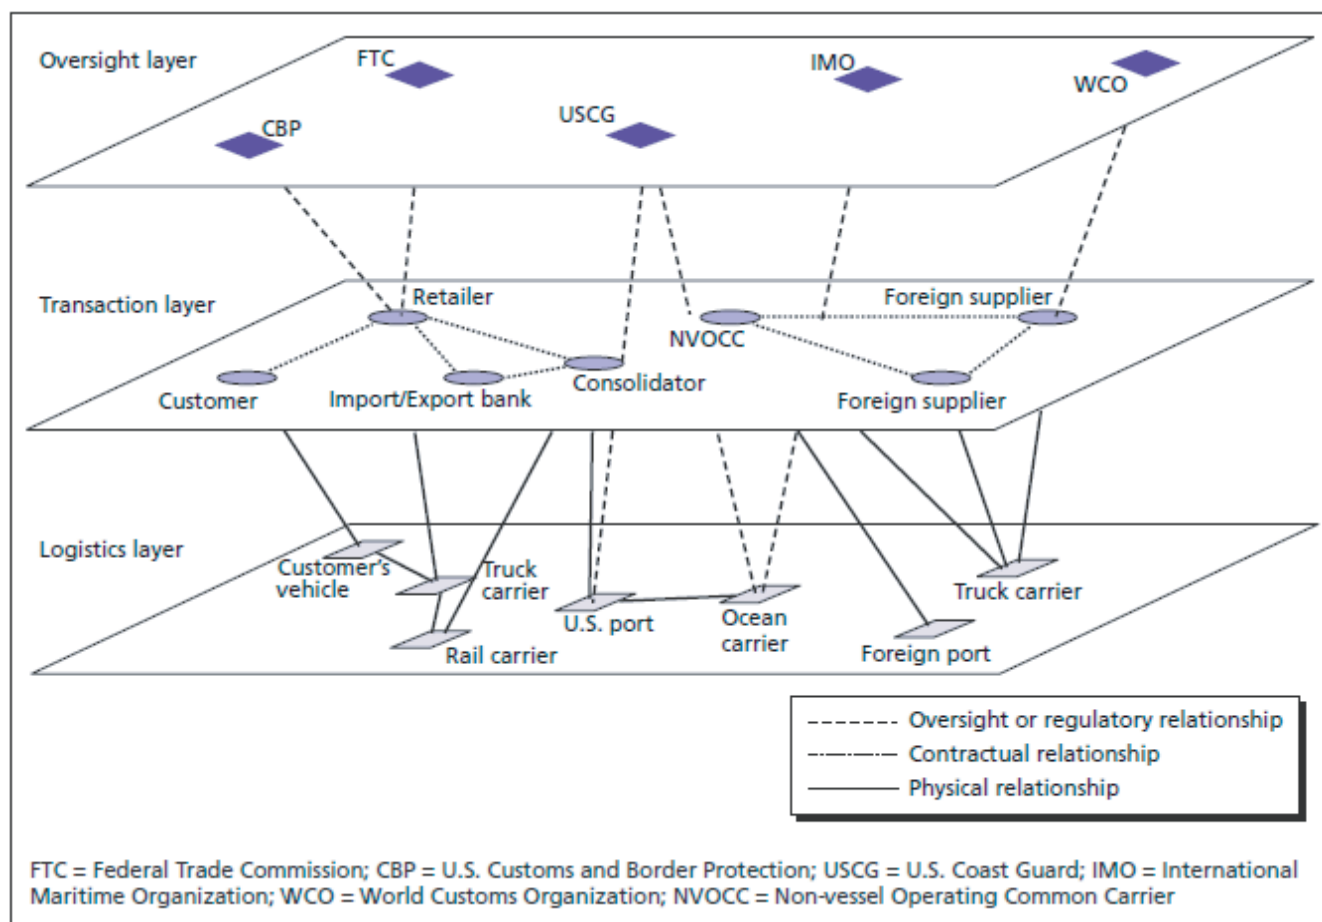 Oversight layer
FTC
IMO
WCO
CBP
USCG
Transaction layer
Retailer
Foreign supplier
NVOCC
Customer
Import/Export bank
Consolidator
Foreign supplier
Logistics layer
Customer's
vehicle
Truck
carrier
U.S. port
Ocean
carrier
Truck carrier
Rail carrier
Foreign port
Oversight or regulatory relationship
Contractual relationship
Physical relationship
FTC = Federal Trade Commission; CBP = U.S. Customs and Border Protection; USCG = U.S. Coast Guard; IMO = International
Maritime Organization; WCO = World Customs Organization; NVOCC = Non-vessel Operating Common Carrier